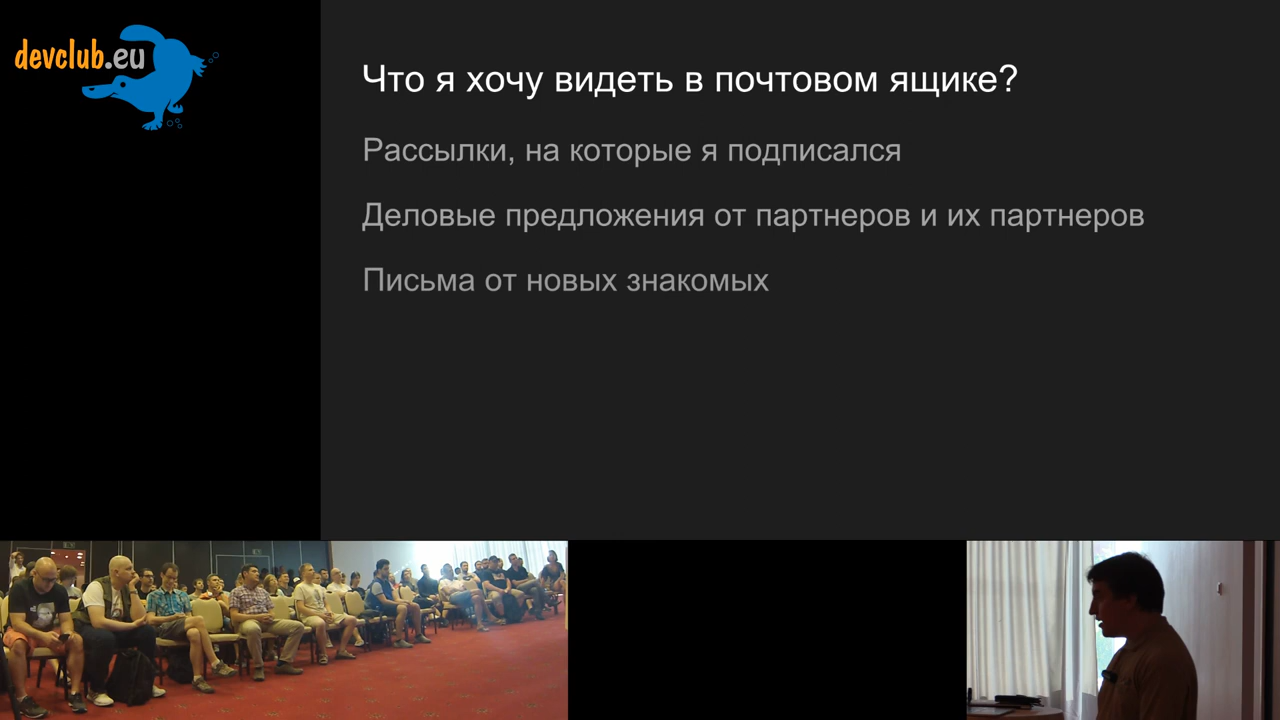 devclub.eu
Что я хочу видеть в почтовом ящике?
Рассылки, на которые я подписался
Деловые предложения от партнеров и их партнеров
Письма от новых знакомых